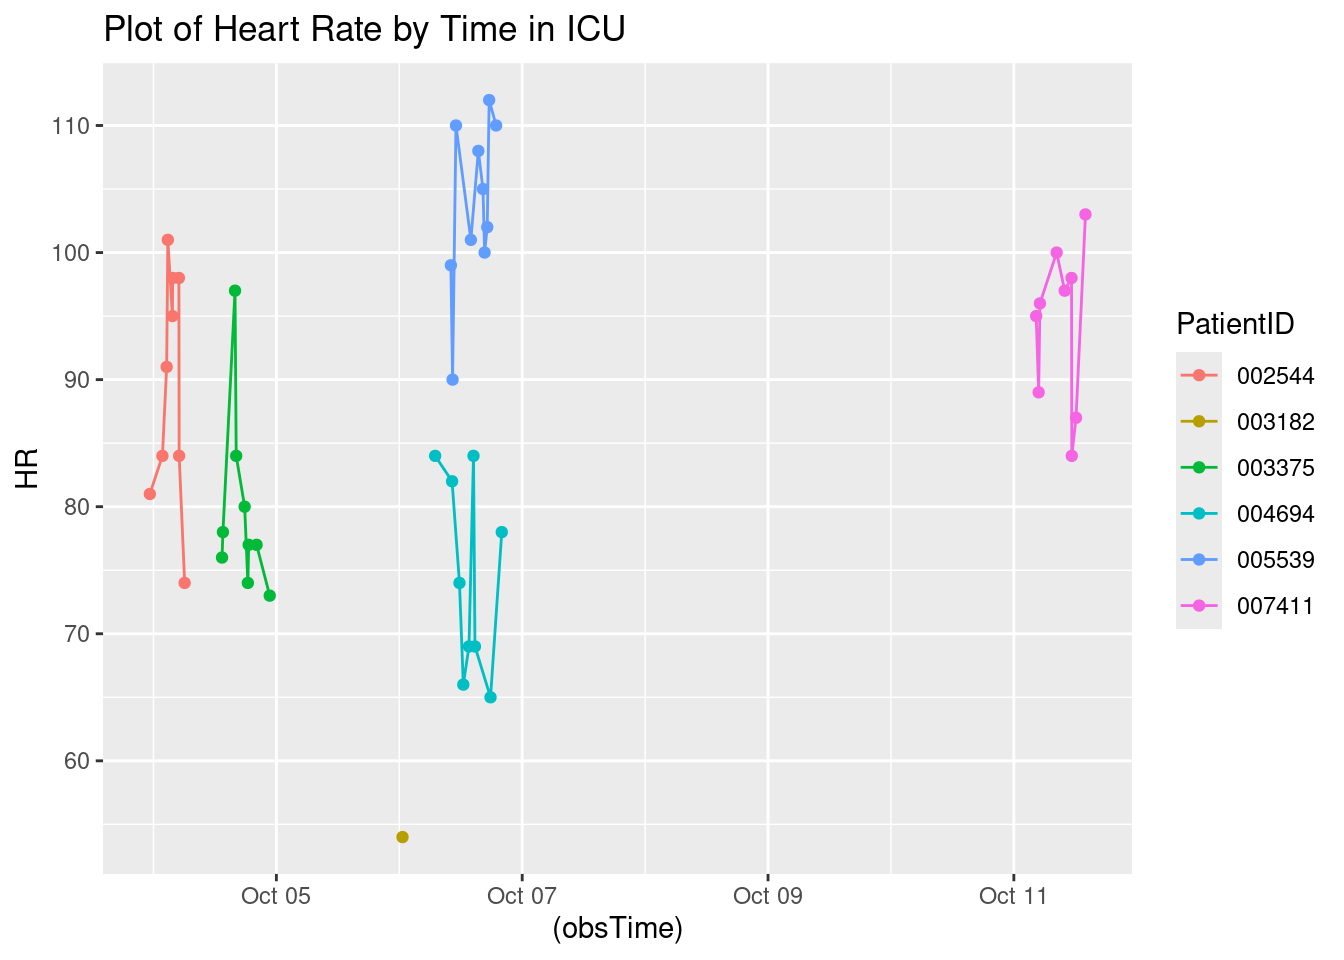 Plot of Heart Rate by Time in ICU
HR
110
100
90
80
70
60
Oct 05
Oct 07
Oct 09
Oct 11
(obsTime)
PatientID
002544
003182
003375
004694
005539
007411